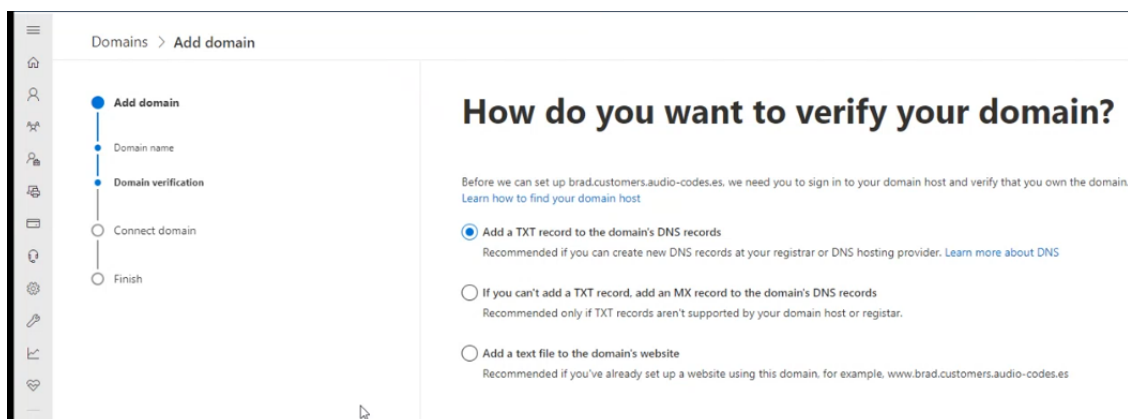 Domains > Add domain
Add domain
Domain name
Domain verification
Connect domain
Finish
How do you want to verify your domain?
Before we can set up brad.customers.audio-codes.es, we need you to sign in to your domain host and verify that you own the domain.
Learn how to find your domain host
Add a TXT record to the domain's DNS records
Recommended if you can create new DNS records at your registrar or DNS hosting provider. Learn more about DNS
If you can't add a TXT record, add an MX record to the domain's DNS records
Recommended only if TXT records aren't supported by your domain host or registar.
Add a text file to the domain's website
Recommended if you've already set up a website using this domain, for example, www.brad.customers.audio-codes.es